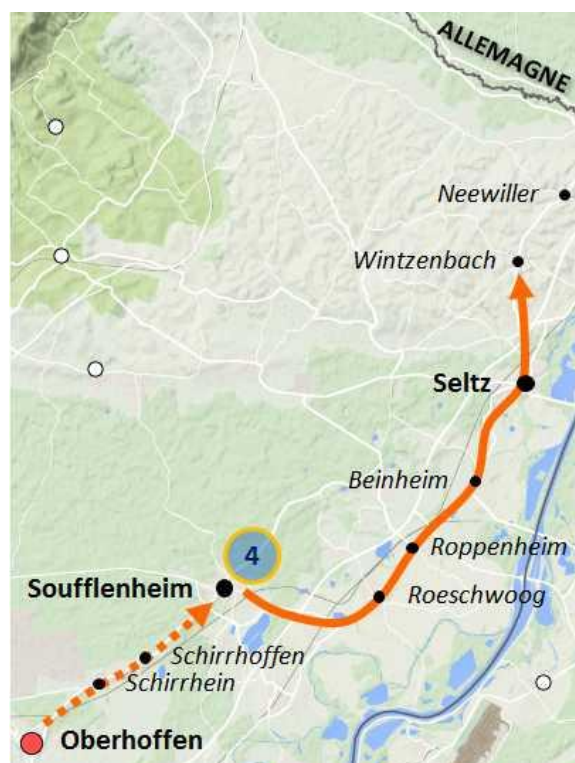 ALLEMAGNE
Neewiller
Wintzenbach
Seltz
Beinheim
Roppenheim
4
Soufflenheim
Roeschwoog
Schirrhoffen
Schirrhein
Oberhoffen